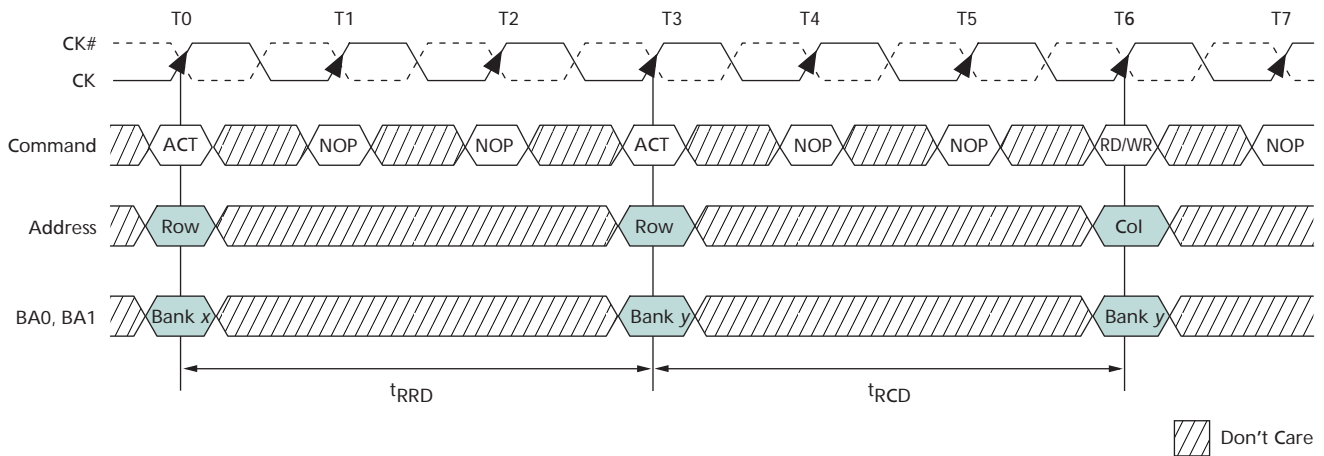 T0 T1 T2 T3 T4 T5 T6 T7
CK#
CK
Command ACT NOP NOP ACT NOP NOP RD/WR NOP
Address Row Row Col
BA0, BA1 Bank x Bank y Bank y
tRRD tRCD
Don't Care